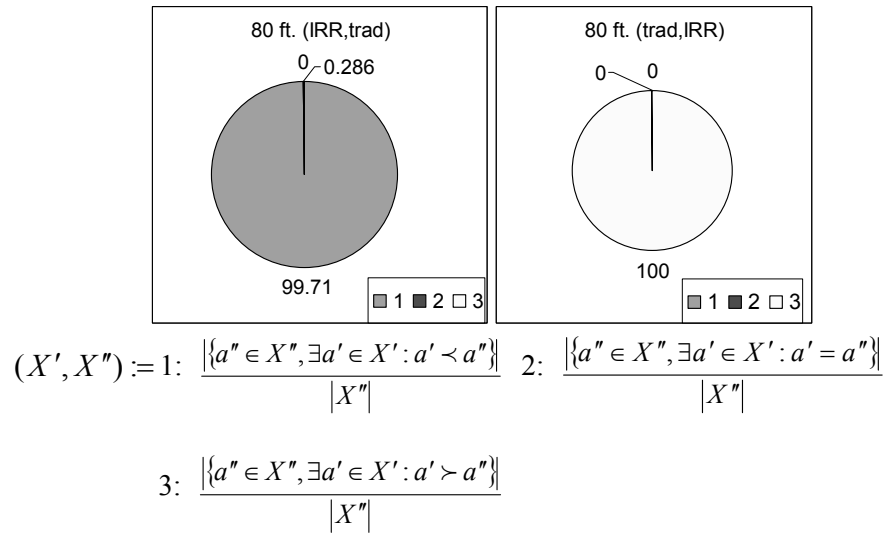 80 ft. (IRR,trad)
0
0.286
99.71
1 2 3
80 ft. (trad,IRR)
0
0
100
1 2 3
(X′, X″) := 1: |{a″ ∈ X″, ∃a′ ∈ X′ : a′ ≺ a″}| / |X″| 2: |{a″ ∈ X″, ∃a′ ∈ X′ : a′ = a″}| / |X″|
3: |{a″ ∈ X″, ∃a′ ∈ X′ : a′ ≻ a″}| / |X″|